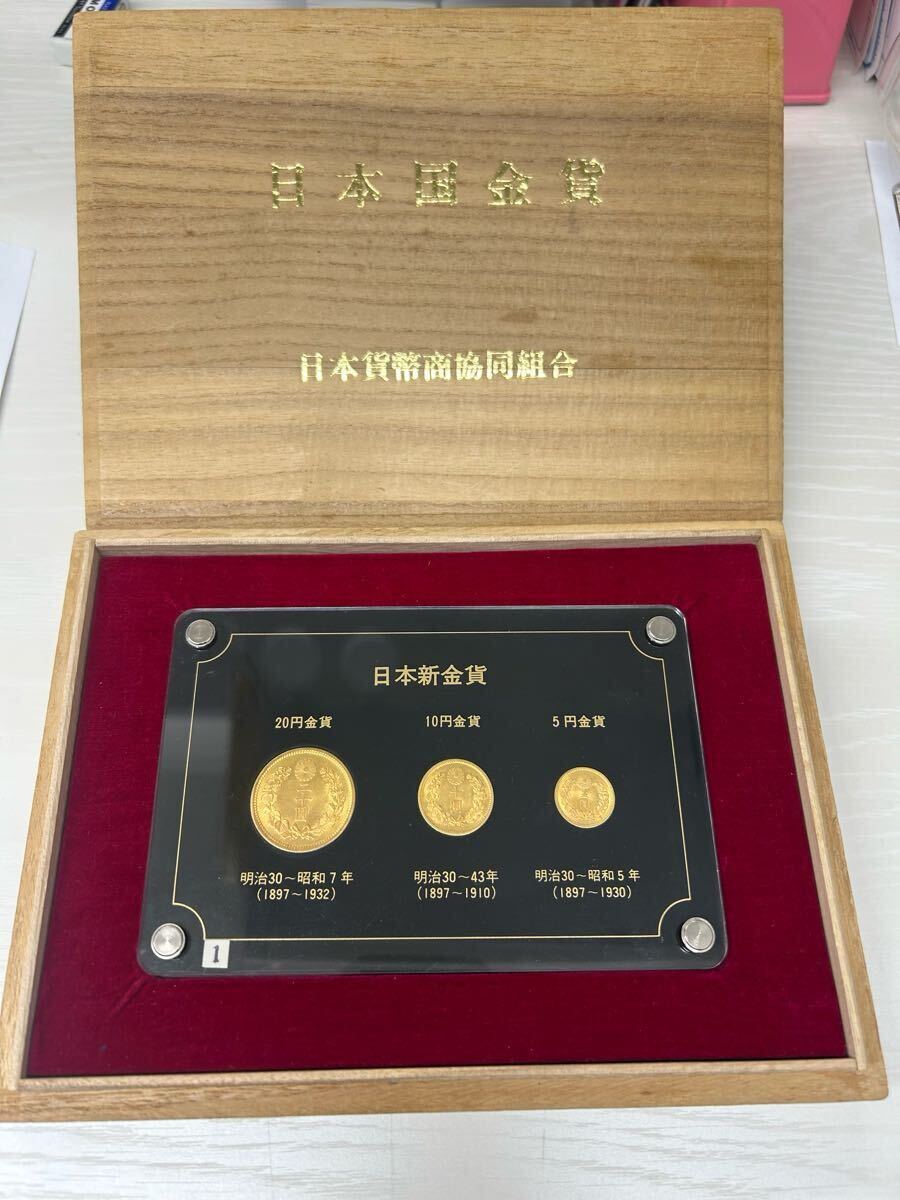 日本国金貨
日本貨幣商協同組合
日本新金貨
20円金貨 10円金貨 5円金貨
明治30～昭和7年 明治30～43年 明治30～昭和5年
(1897～1932) (1897～1910) (1897～1930)
1